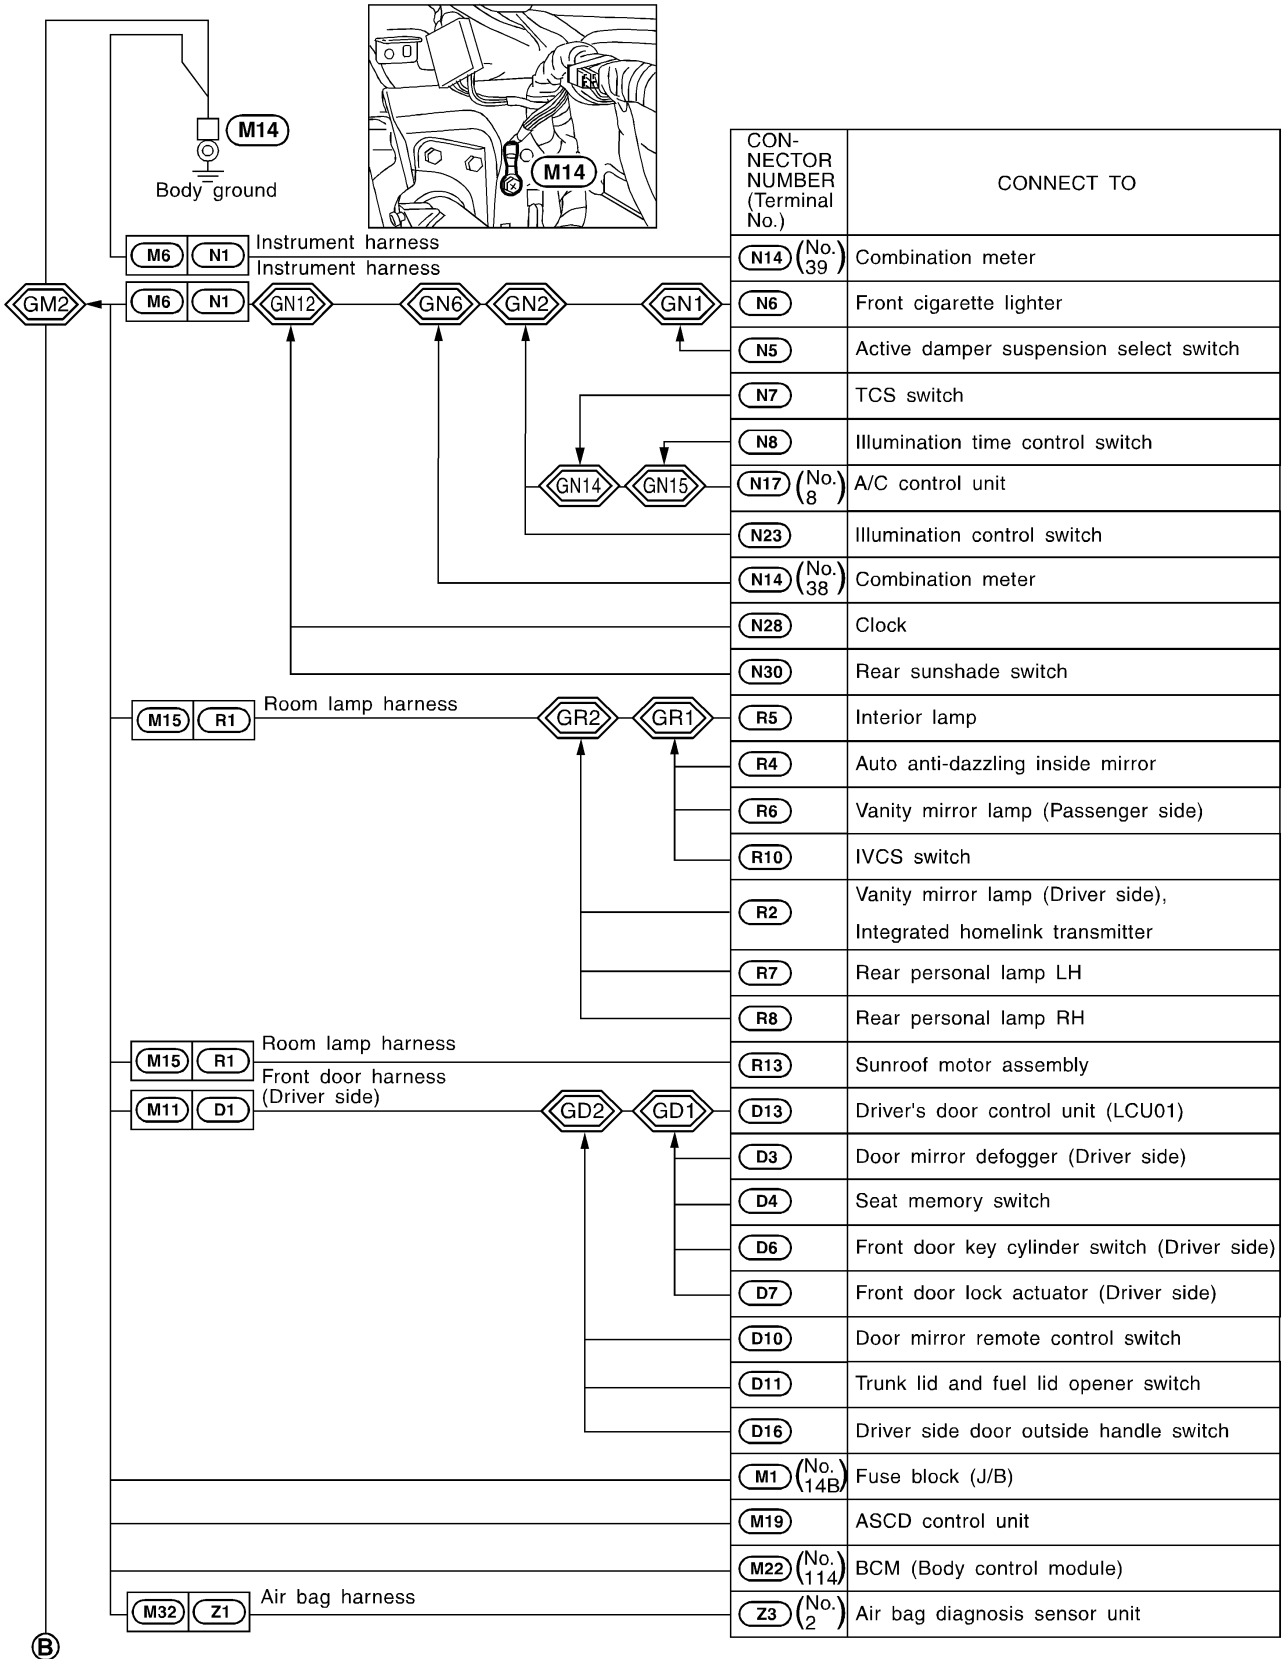 M14
Body ground
M14
CON-
NECTOR
NUMBER
(Terminal
No.)
CONNECT TO
M6 N1 Instrument harness N14 (No. 39) Combination meter
Instrument harness
GM2 M6 N1 GN12 GN6 GN2 GN1 N6 Front cigarette lighter
N5 Active damper suspension select switch
N7 TCS switch
N8 Illumination time control switch
GN14 GN15 N17 (No. 8) A/C control unit
N23 Illumination control switch
N14 (No. 38) Combination meter
N28 Clock
N30 Rear sunshade switch
M15 R1 Room lamp harness GR2 GR1 R5 Interior lamp
R4 Auto anti-dazzling inside mirror
R6 Vanity mirror lamp (Passenger side)
R10 IVCS switch
R2 Vanity mirror lamp (Driver side),
Integrated homelink transmitter
R7 Rear personal lamp LH
R8 Rear personal lamp RH
M15 R1 Room lamp harness R13 Sunroof motor assembly
Front door harness
(Driver side)
M11 D1 GD2 GD1 D13 Driver's door control unit (LCU01)
D3 Door mirror defogger (Driver side)
D4 Seat memory switch
D6 Front door key cylinder switch (Driver side)
D7 Front door lock actuator (Driver side)
D10 Door mirror remote control switch
D11 Trunk lid and fuel lid opener switch
D16 Driver side door outside handle switch
M1 (No. 14B) Fuse block (J/B)
M19 ASCD control unit
M22 (No. 114) BCM (Body control module)
M32 Z1 Air bag harness Z3 (No. 2) Air bag diagnosis sensor unit
B